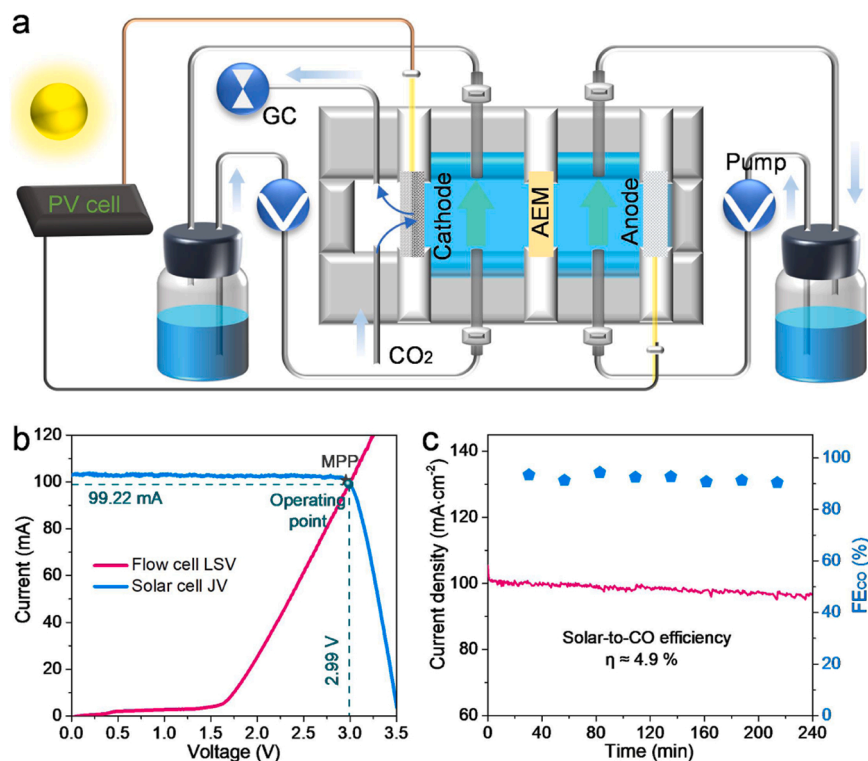 a
GC
PV cell
Cathode
AEM
Anode
Pump
CO₂
b
120
100
80
60
40
20
0
Current (mA)
99.22 mA
MPP
Operating
point
Flow cell LSV
Solar cell JV
2.99 V
0.0 0.5 1.0 1.5 2.0 2.5 3.0 3.5
Voltage (V)
c
140
130
120
110
100
90
80
70
60
Current density (mA·cm⁻²)
Solar-to-CO efficiency
η ≈ 4.9 %
0 40 80 120 160 200 240
Time (min)
100
80
60
40
20
0
FEco (%)